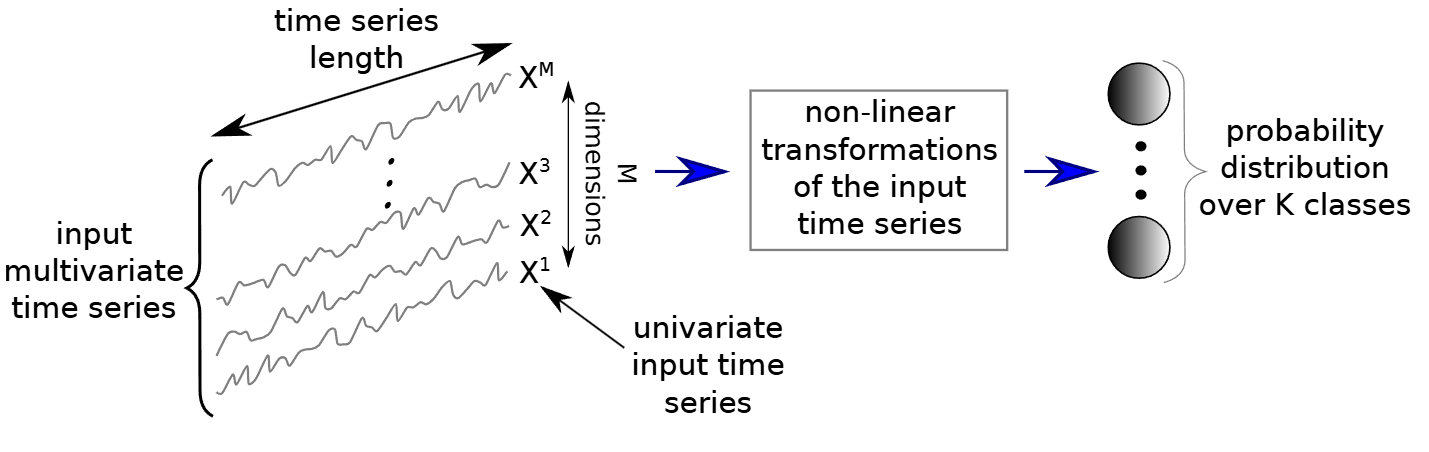 time series
length
X^M
X^3
X^2
X^1
M
dimensions
input
multivariate
time series
univariate
input time
series
non-linear
transformations
of the input
time series
probability
distribution
over K classes